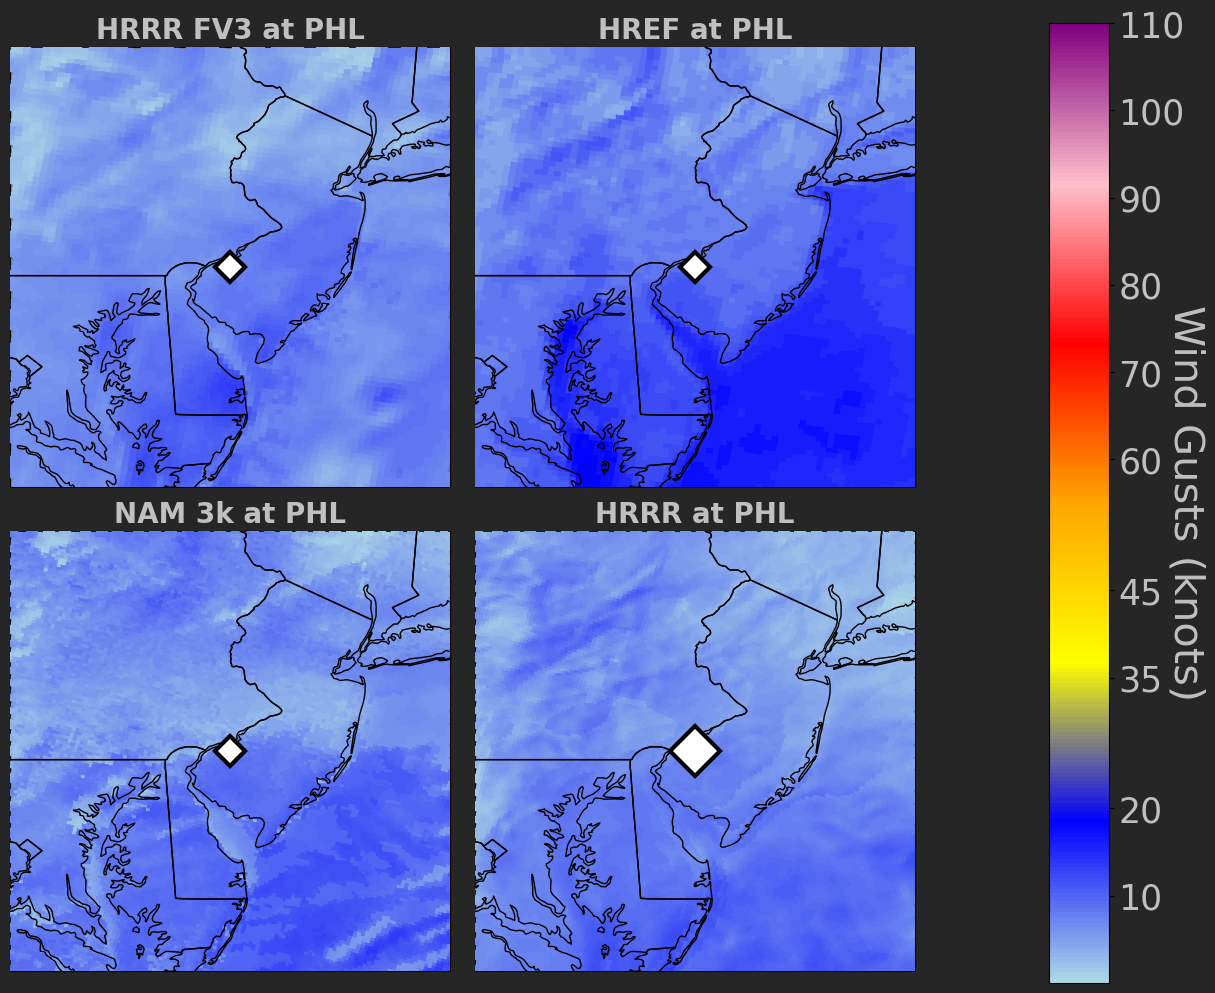 HRRR FV3 at PHL
HREF at PHL
NAM 3k at PHL
HRRR at PHL
110
100
90
80
70
60
45
35
20
10
Wind Gusts (knots)